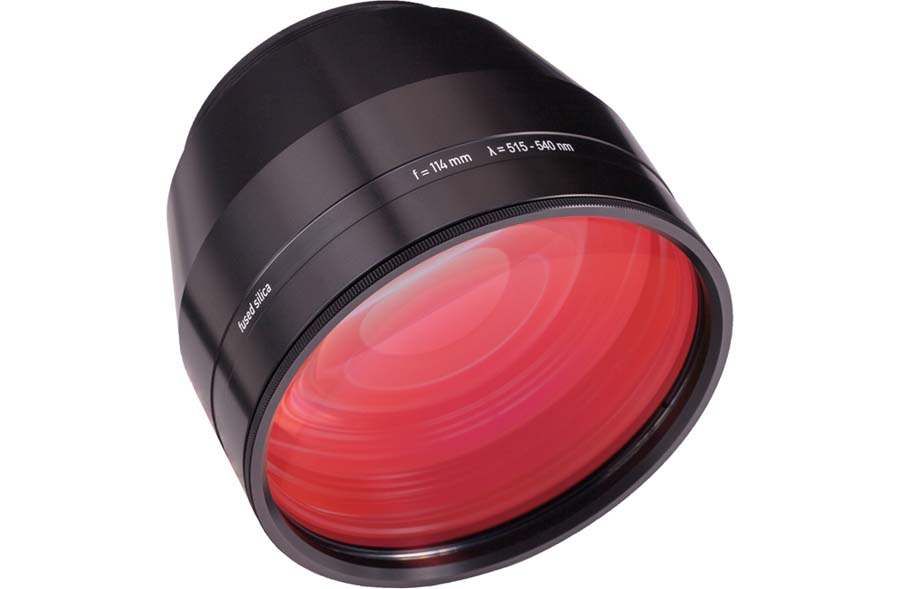 f = 114 mm λ = 515 - 540 nm
fused silica